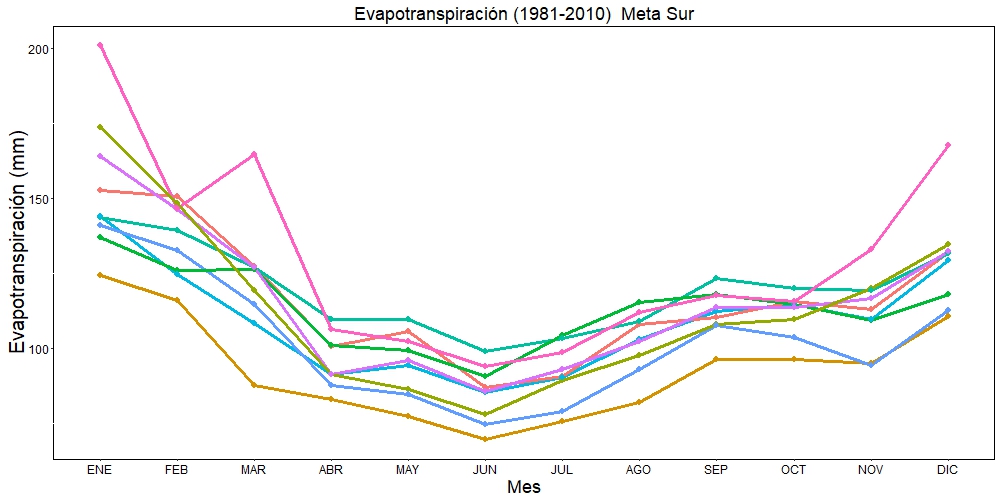 Evapotranspiración (1981-2010)  Meta Sur
Evapotranspiración (mm)
200
150
100
ENE FEB MAR ABR MAY JUN JUL AGO SEP OCT NOV DIC
Mes